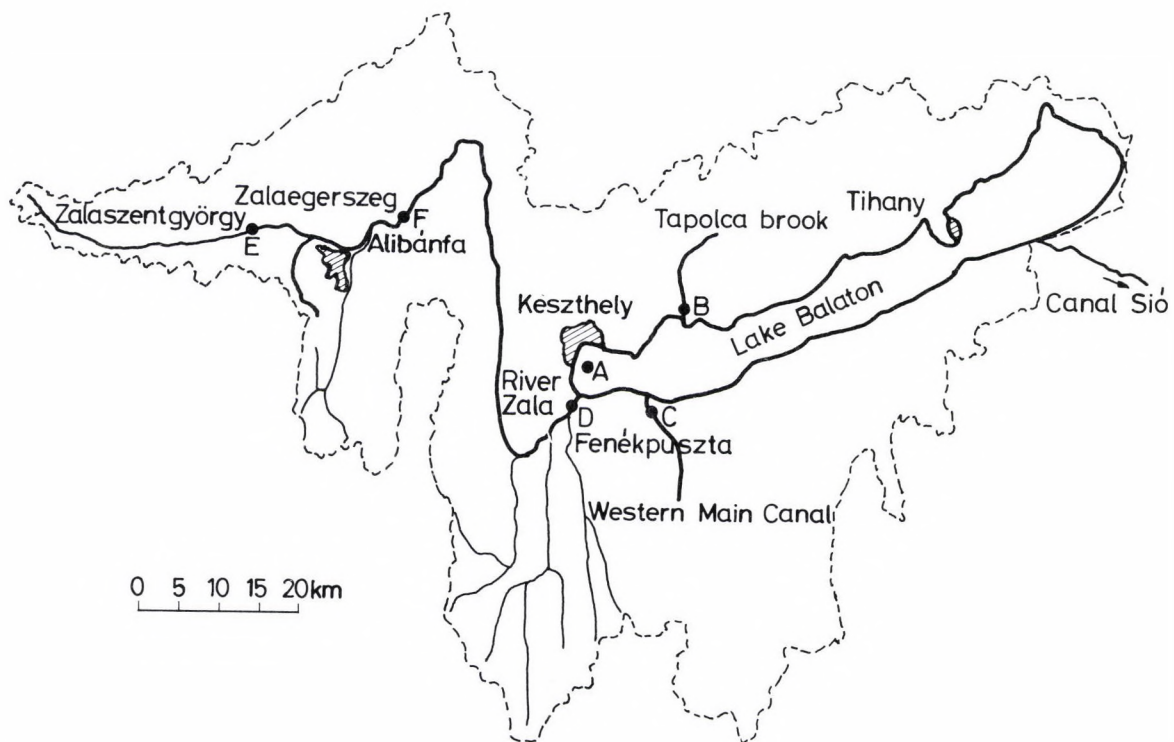 Zalaegerszeg
F
Zalaszentgyörgy
E
Alibánfa
Tihany
Tapolca brook
B
Keszthely
A
Lake Balaton
Canal Sió
River
Zala
D
C
Fenékpuszta
Western Main Canal
0 5 10 15 20km